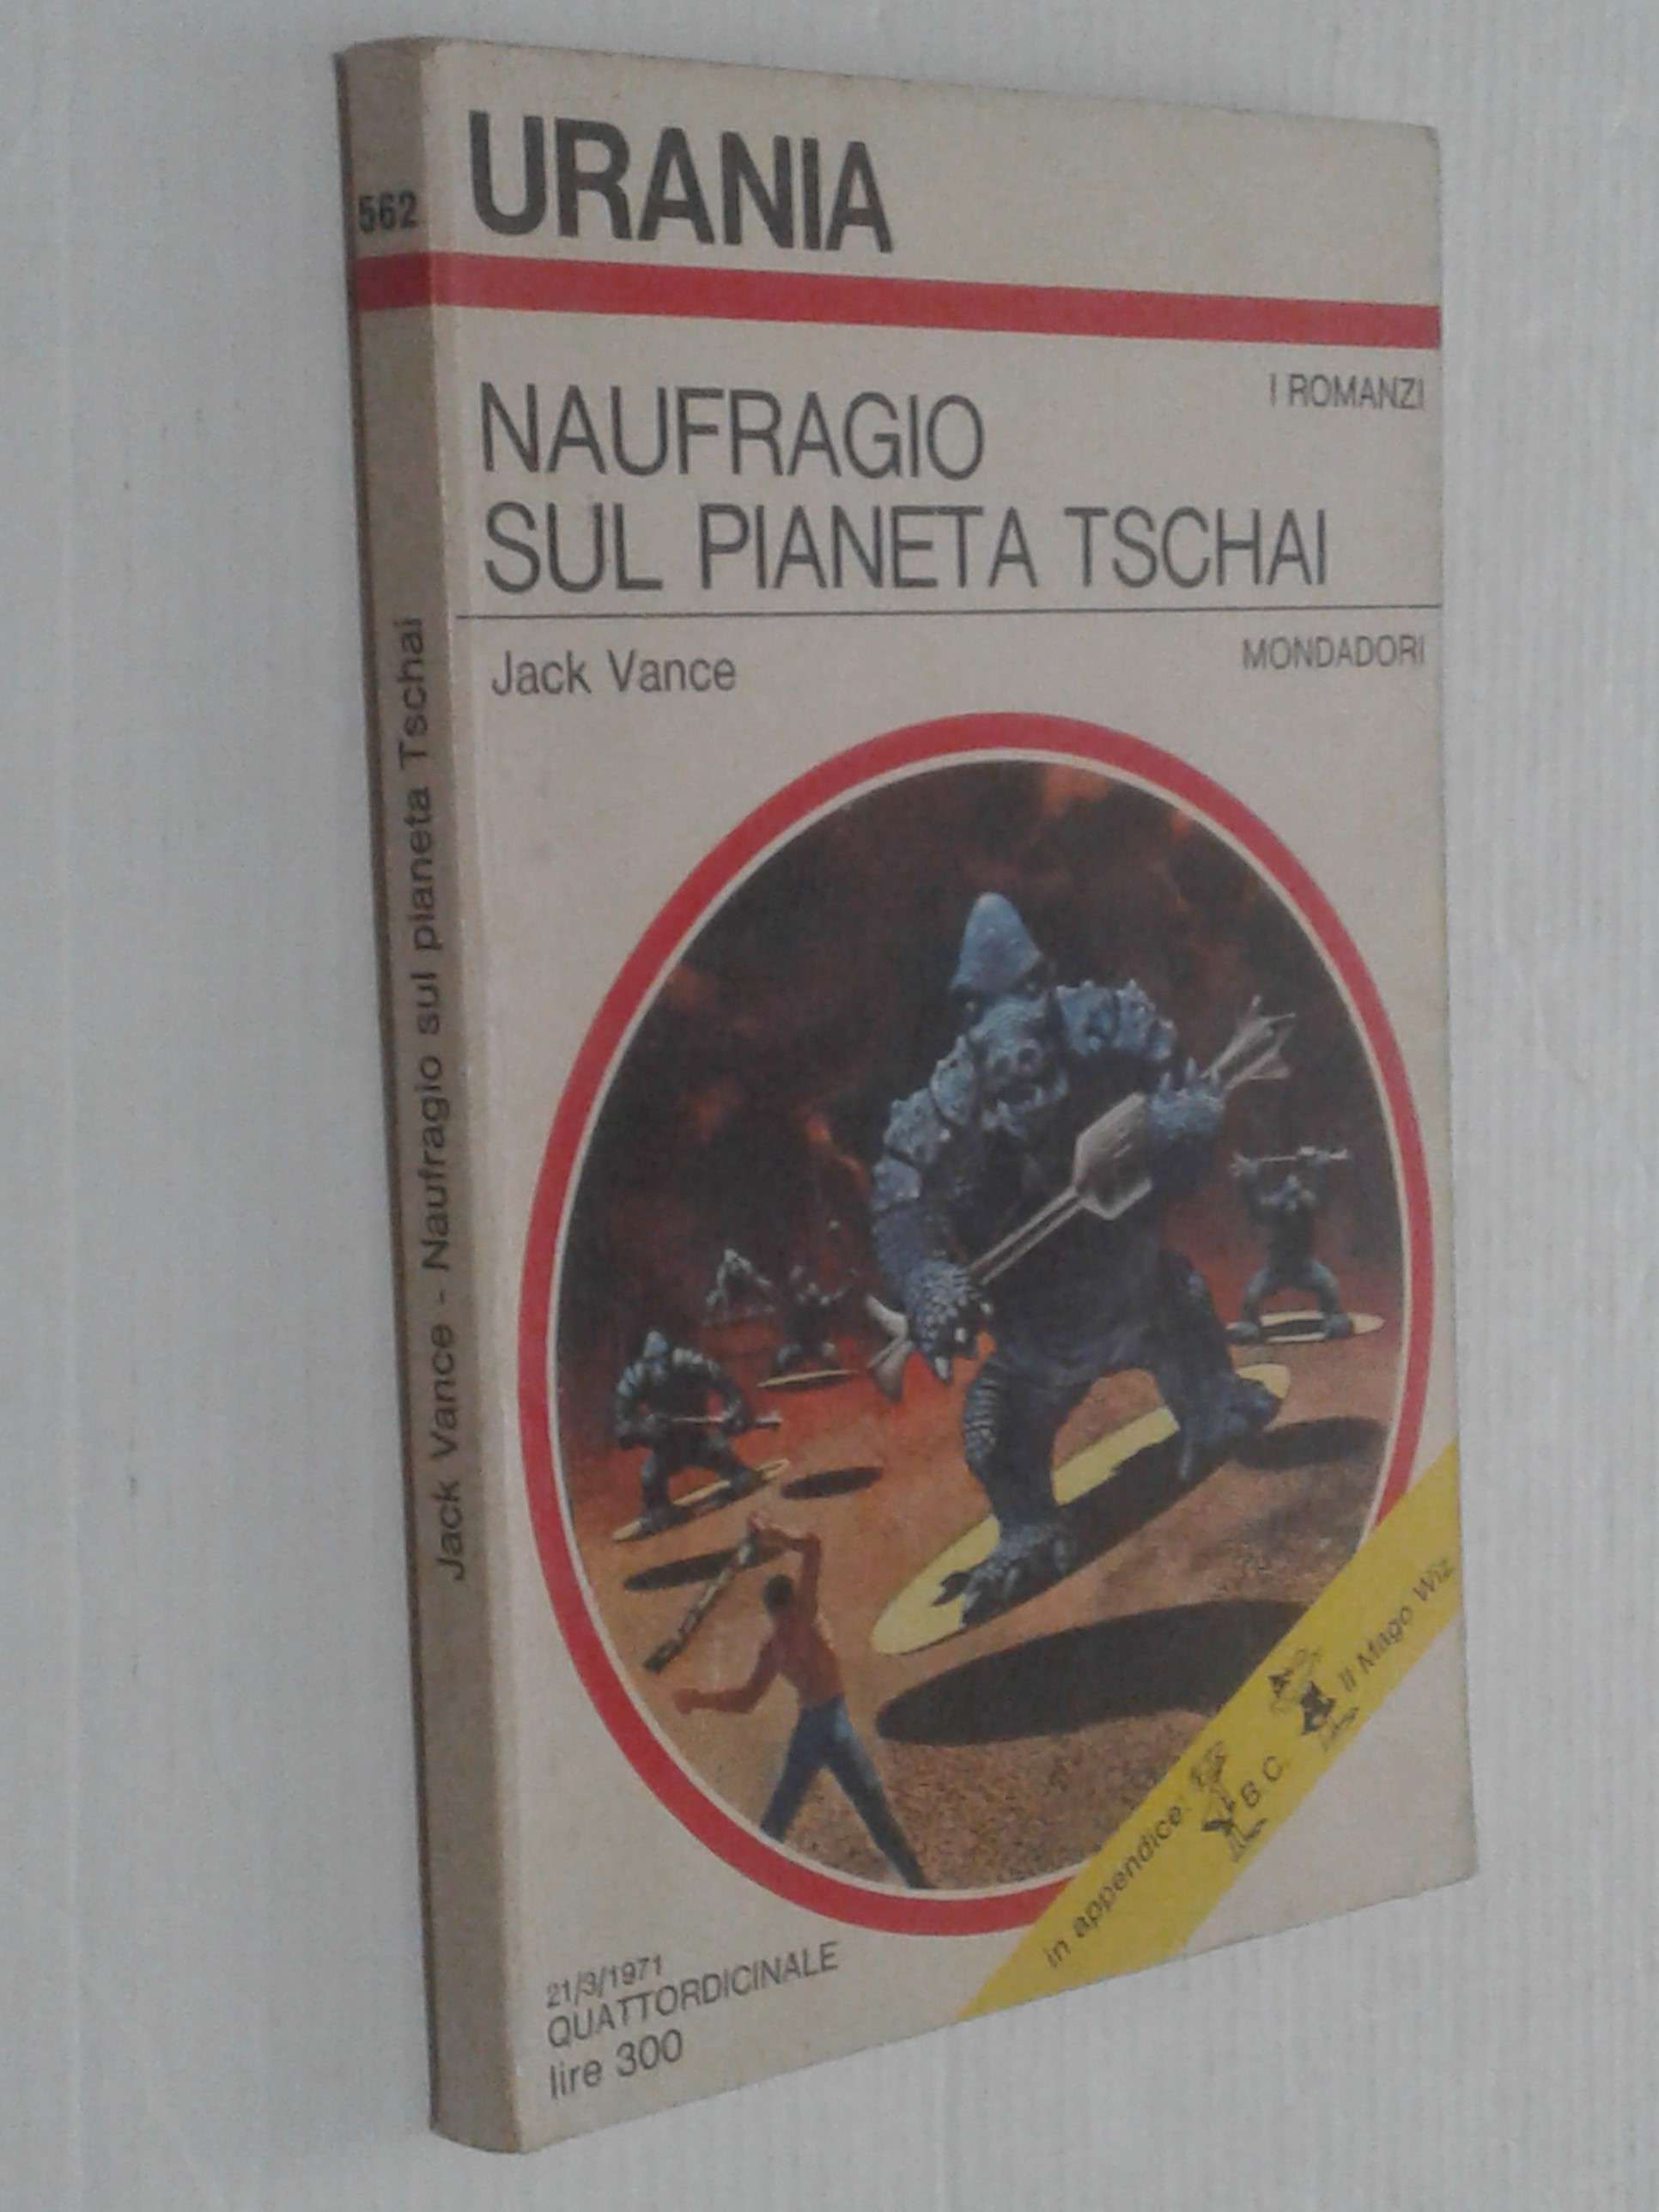 562
URANIA
I ROMANZI
NAUFRAGIO
SUL PIANETA TSCHAI
Jack Vance
MONDADORI
Jack Vance - Naufragio sul pianeta Tschai
in appendice: B.C. Il Mago Wiz
21/3/1971
QUATTORDICINALE
lire 300